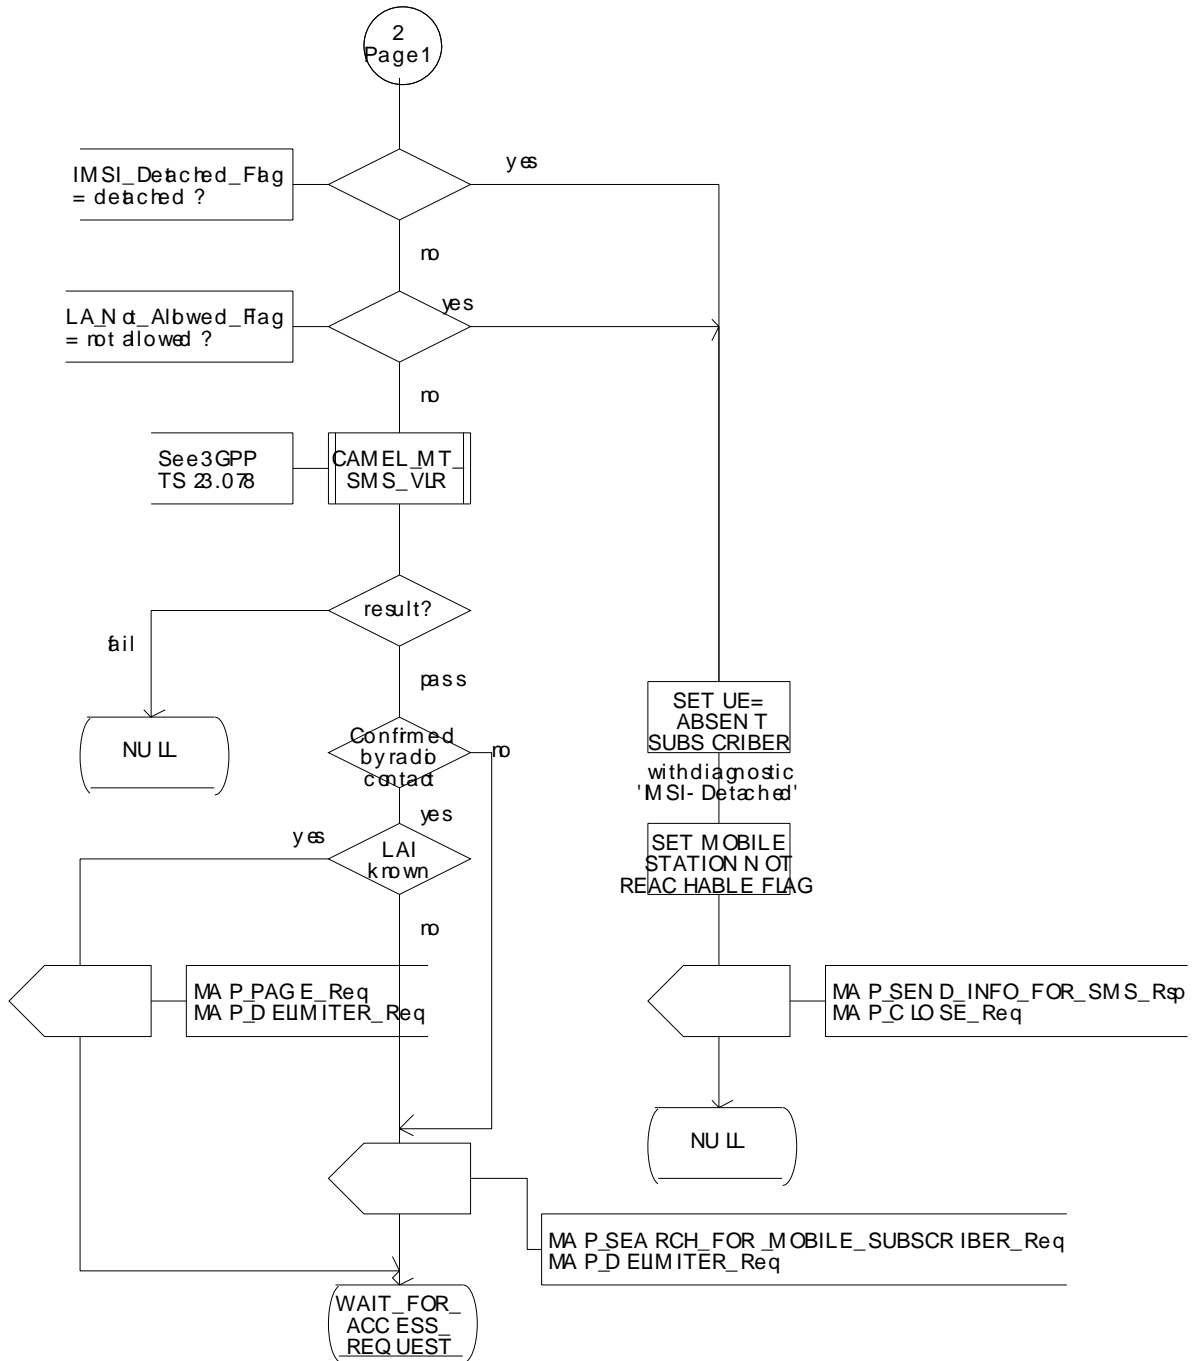 2
Page1
yes
IMSI_Detached_Flag
= detached ?
no
yes
LA_Not_Allowed_Flag
= not allowed ?
no
See 3GPP
TS 23.078
CAMEL_MT_
SMS_VLR
result?
fail
pass
NULL
Confirmed
by radio
contact
no
SET UE=
ABSENT
SUBSCRIBER
with diagnostic
'IMSI-Detached'
yes
yes
LAI
known
SET MOBILE
STATION NOT
REACHABLE FLAG
no
MAP_PAGE_Req
MAP_DELIMITER_Req
MAP_SEND_INFO_FOR_SMS_Rsp
MAP_CLOSE_Req
NULL
MAP_SEARCH_FOR_MOBILE_SUBSCRIBER_Req
MAP_DELIMITER_Req
WAIT_FOR_
ACCESS_
REQUEST